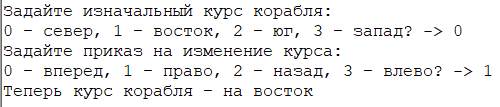 Задайте изначальный курс корабля:
0 - север, 1 - восток, 2 - юг, 3 - запад? -> 0
Задайте приказ на изменение курса:
0 - вперед, 1 - право, 2 - назад, 3 - влево? -> 1
Теперь курс корабля - на восток